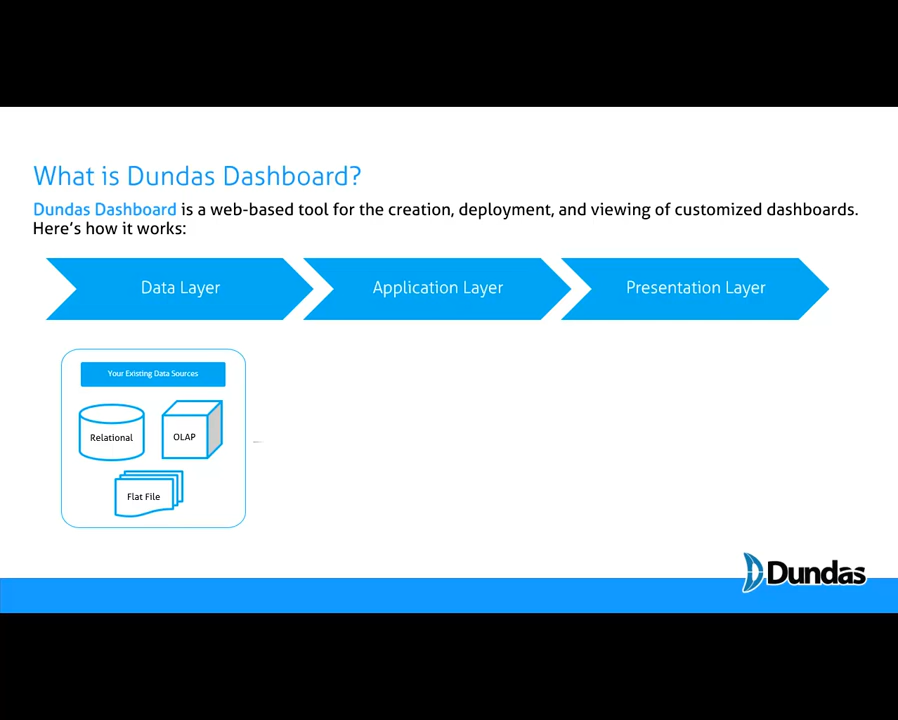 What is Dundas Dashboard?
Dundas Dashboard is a web-based tool for the creation, deployment, and viewing of customized dashboards.
Here's how it works:
Data Layer
Application Layer
Presentation Layer
Your Existing Data Sources
Relational
OLAP
Flat File
Dundas